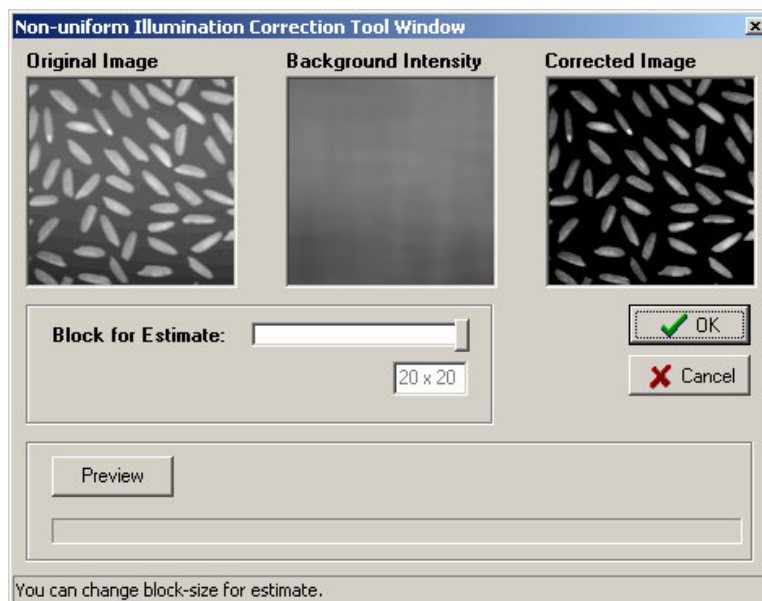 Non-uniform Illumination Correction Tool Window
Original Image
Background Intensity
Corrected Image
Block for Estimate:
20 x 20
OK
Cancel
Preview
You can change block-size for estimate.